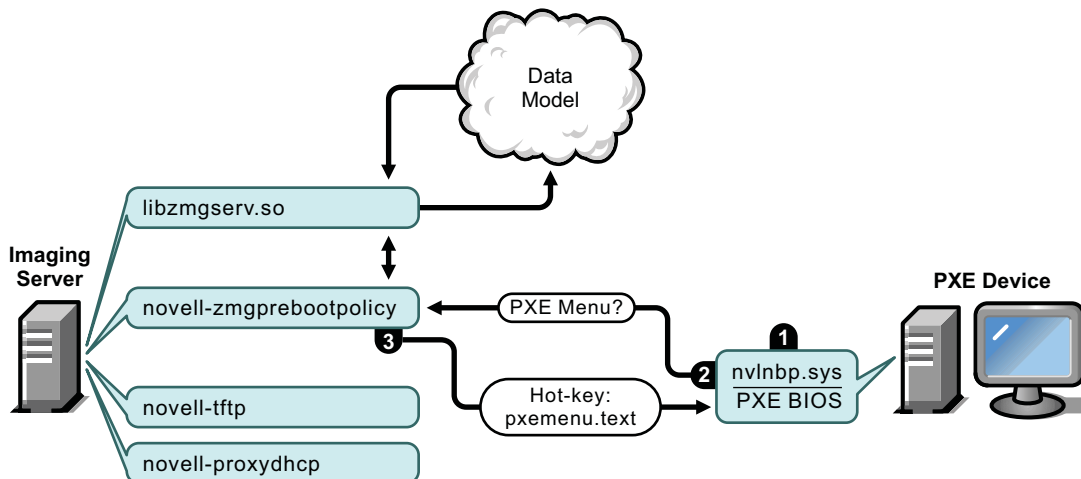 Data
Model
libzmgserv.so
Imaging
Server
PXE Device
novell-zmgprebootpolicy
PXE Menu?
3
1
2
nvlnbp.sys
PXE BIOS
Hot-key:
pxemenu.text
novell-tftp
novell-proxydhcp